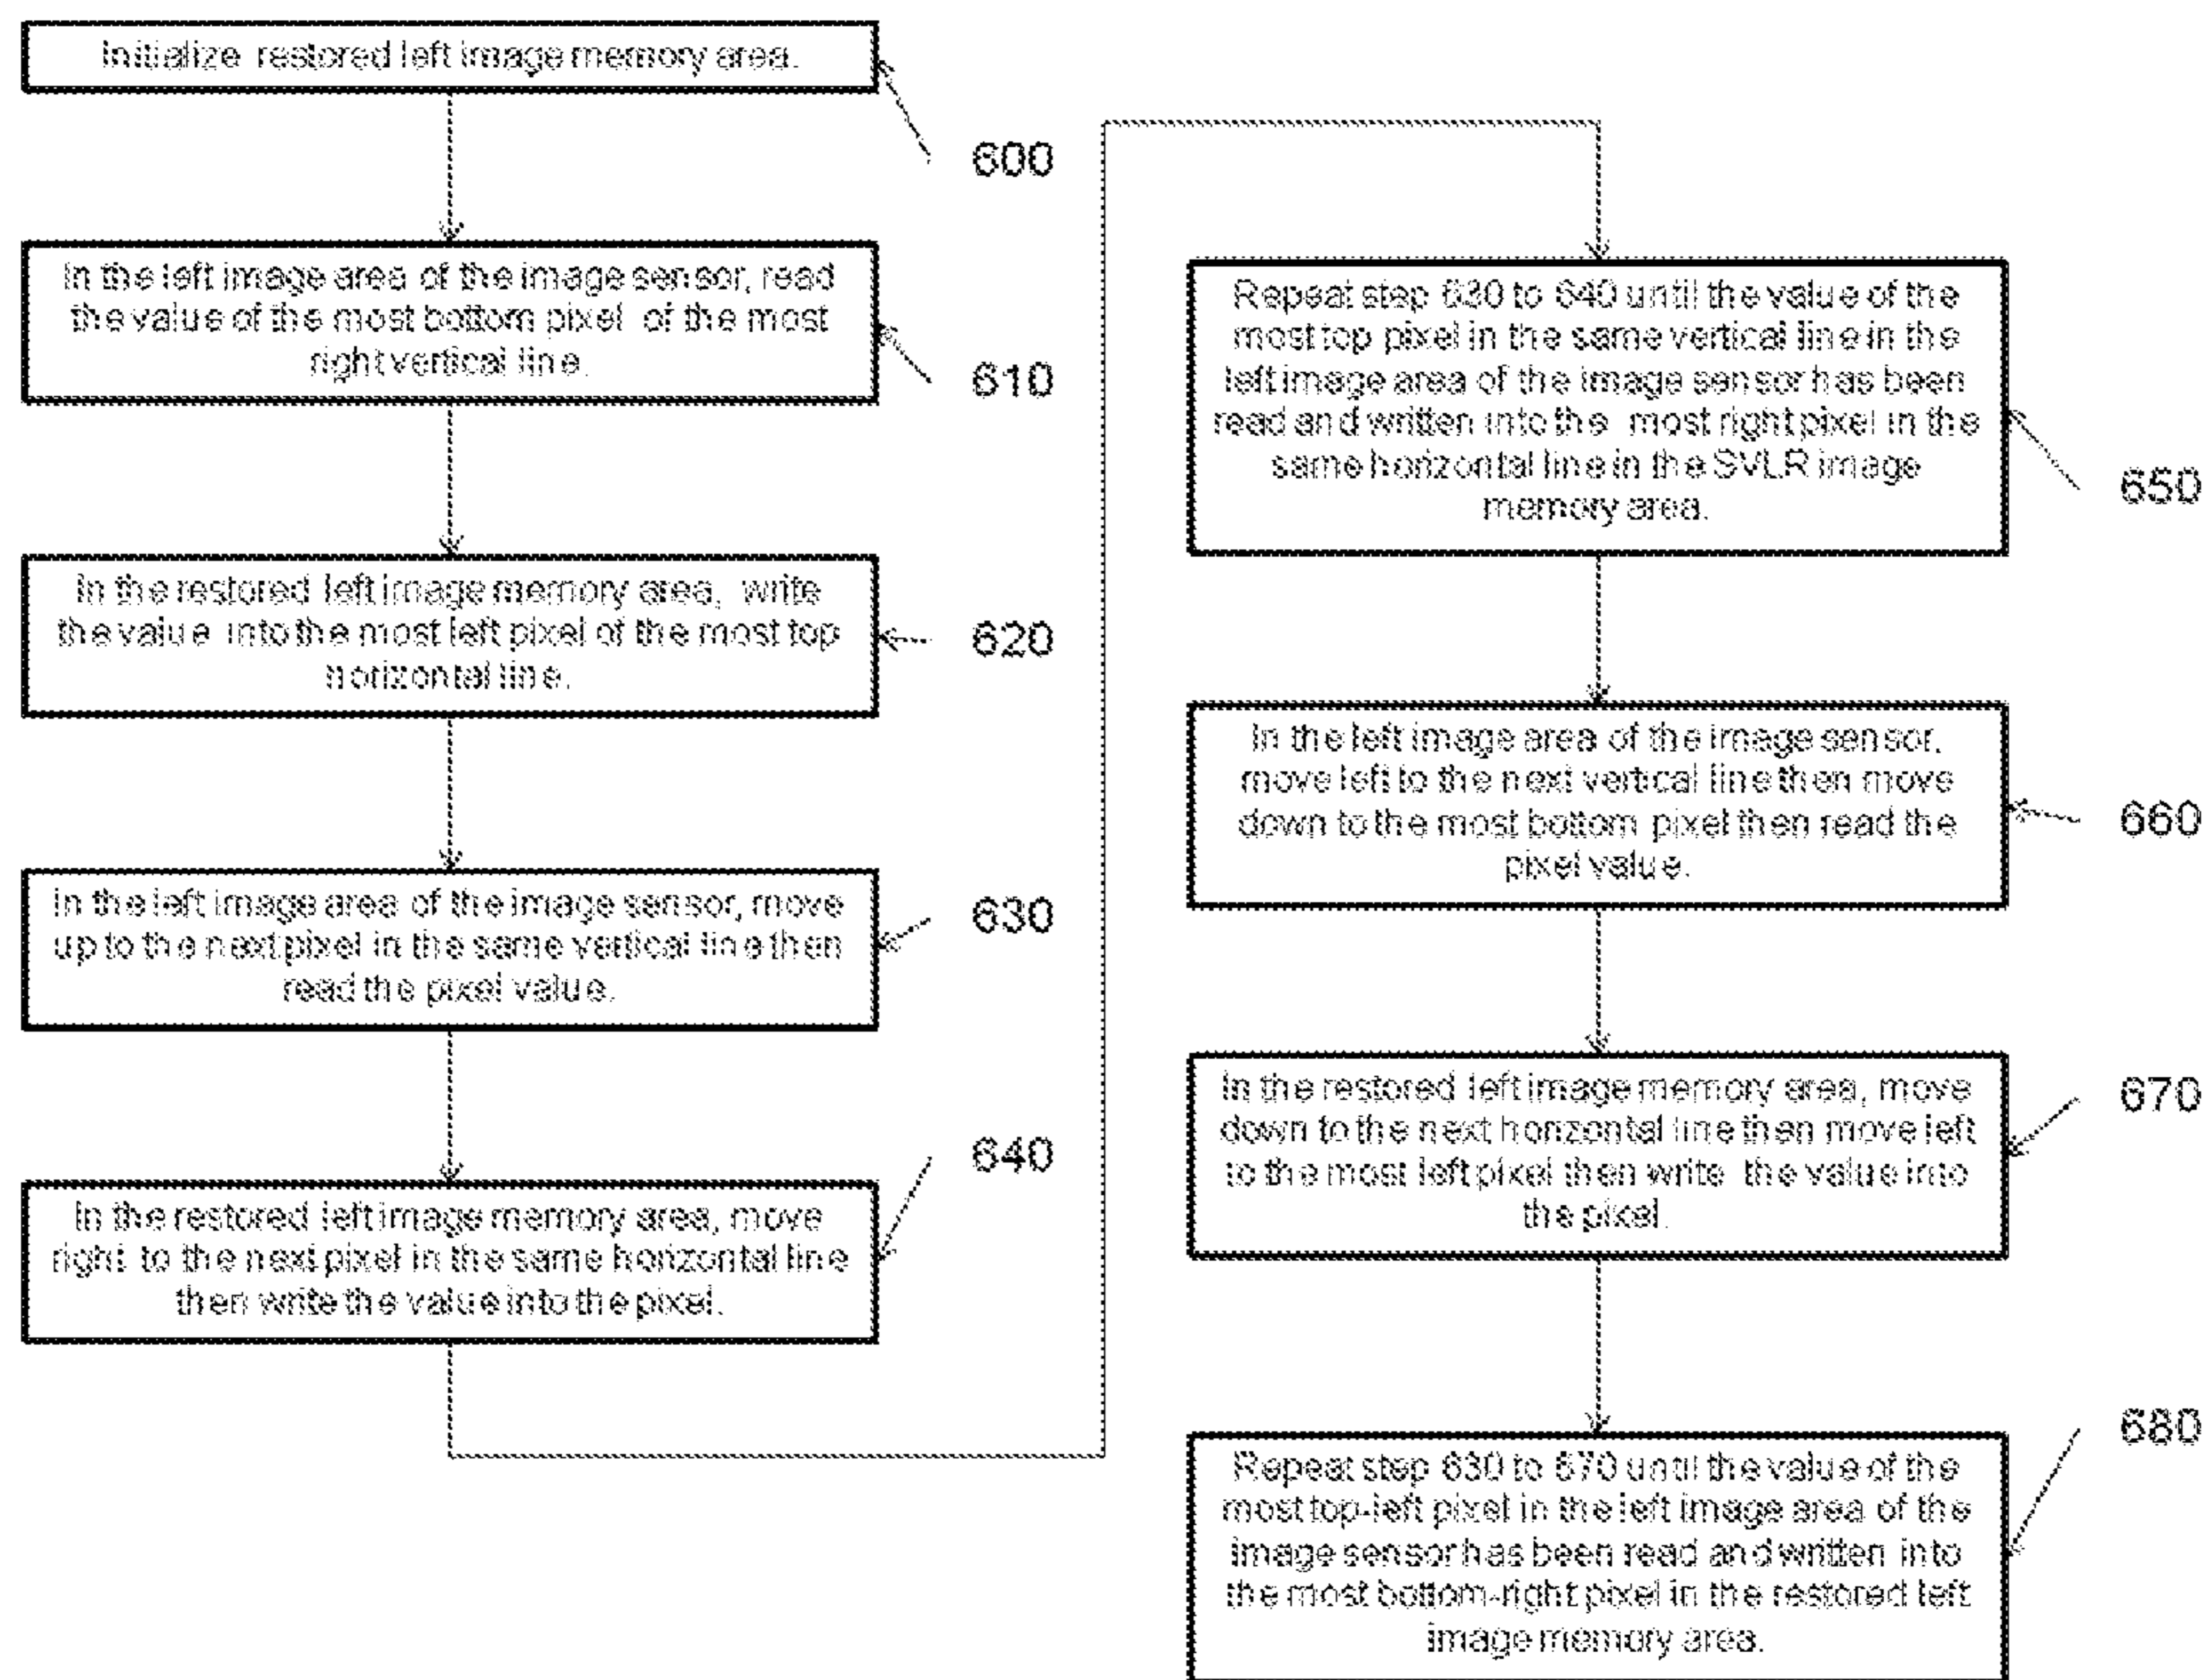 Initialize restored left image memory area.
600
In the left image area of the image sensor, read
the value of the most bottom pixel of the most
right vertical line.
610
In the restored left image memory area, write
the value into the most left pixel of the most top
horizontal line.
620
In the left image area of the image sensor, move
up to the next pixel in the same vertical line then
read the pixel value.
630
In the restored left image memory area, move
right to the next pixel in the same horizontal line
then write the value into the pixel.
640
Repeat step 630 to 640 until the value of the
most top pixel in the same vertical line in the
left image area of the image sensor has been
read and written into the most right pixel in the
same horizontal line in the SVLR image
memory area.
650
In the left image area of the image sensor,
move left to the next vertical line then move
down to the most bottom pixel then read the
pixel value.
660
In the restored left image memory area, move
down to the next horizontal line then move left
to the most left pixel then write the value into
the pixel.
670
Repeat step 630 to 670 until the value of the
most top-left pixel in the left image area of the
image sensor has been read and written into
the most bottom-right pixel in the restored left
image memory area.
680